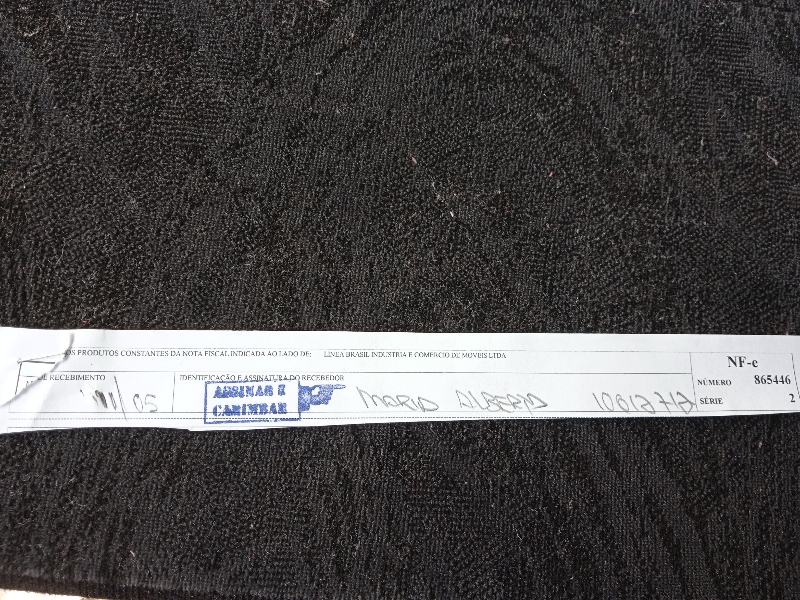 OS PRODUTOS CONSTANTES DA NOTA FISCAL INDICADA AO LADO DE: LINEA BRASIL INDUSTRIA E COMERCIO DE MOVEIS LTDA
NF-e
RECEBIMENTO IDENTIFICAÇÃO E ASSINATURA DO RECEBEDOR
NÚMERO 865446
11/05 ASSINAR E
CARIMBAR
MARIO ALBERTO
SÉRIE 2